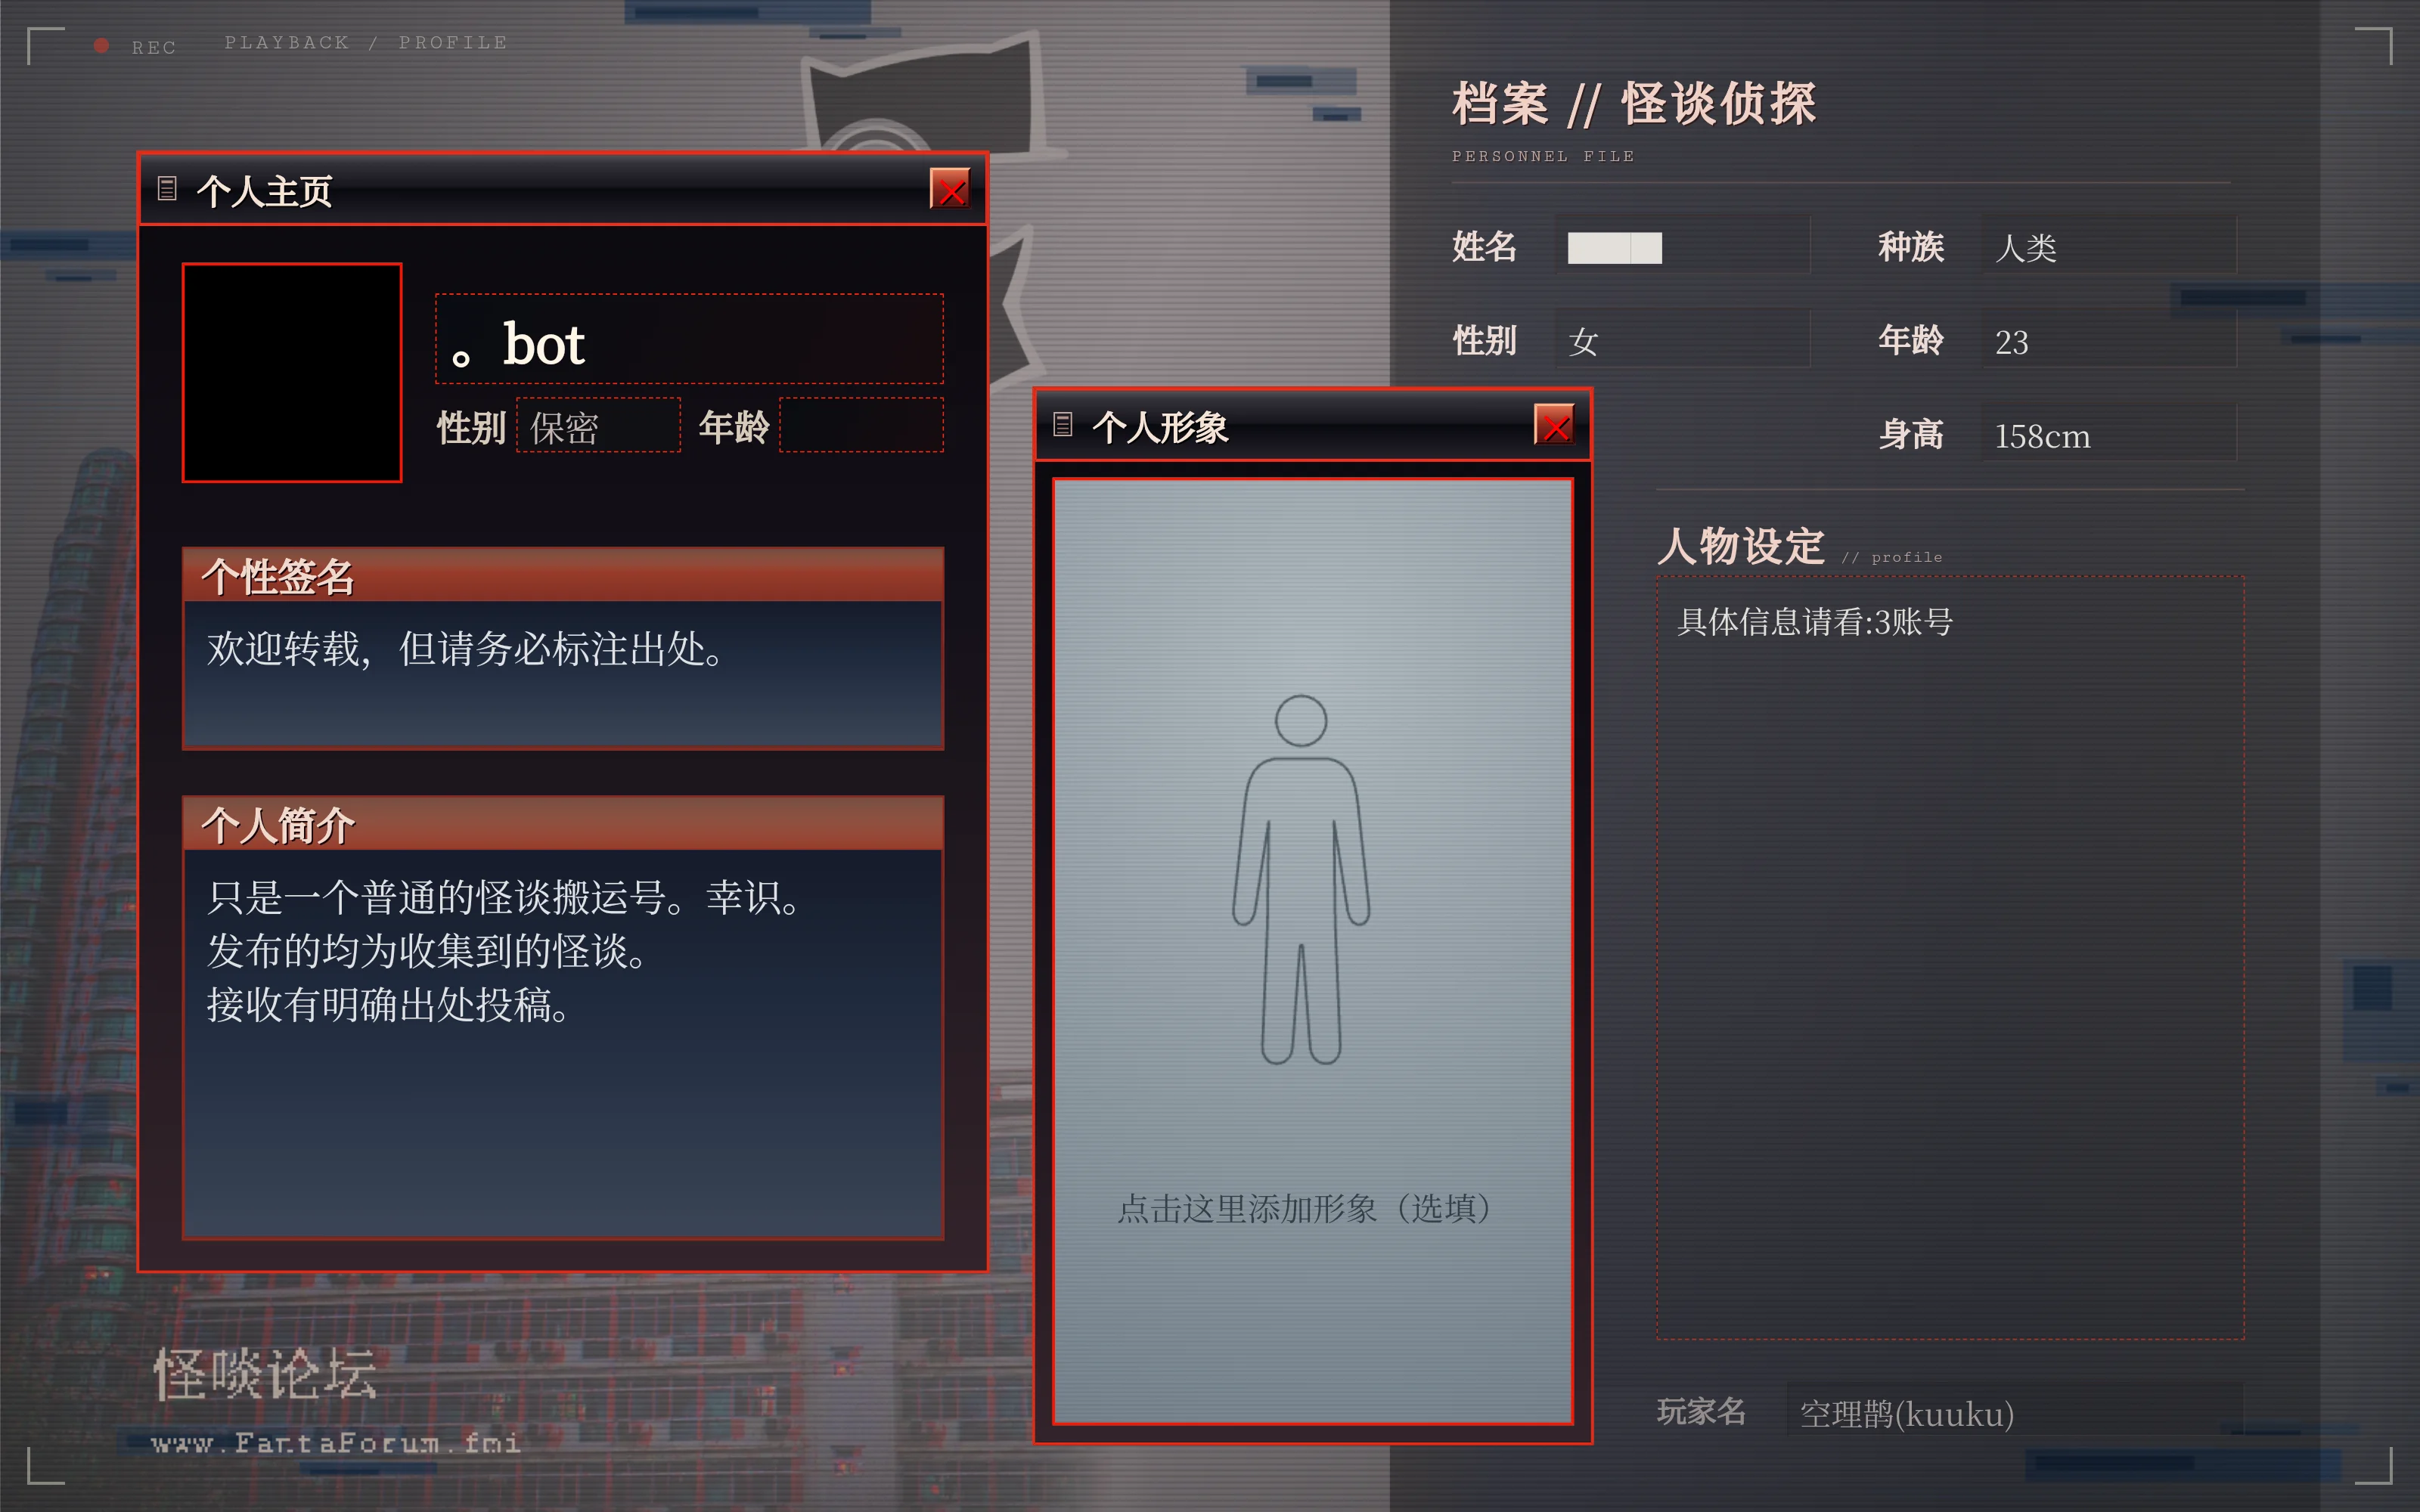 REC
PLAYBACK / PROFILE
个人主页
。bot
性别 保密 年龄
个性签名
欢迎转载，但请务必标注出处。
个人简介
只是一个普通的怪谈搬运号。幸识。
发布的均为收集到的怪谈。
接收有明确出处投稿。
怪啖论坛
www.FantaForum.fmi
个人形象
点击这里添加形象（选填）
档案 // 怪谈侦探
PERSONNEL FILE
姓名 ███ 种族 人类
性别 女 年龄 23
身高 158cm
人物设定 // profile
具体信息请看:3账号
玩家名 空理鹊(kuuku)